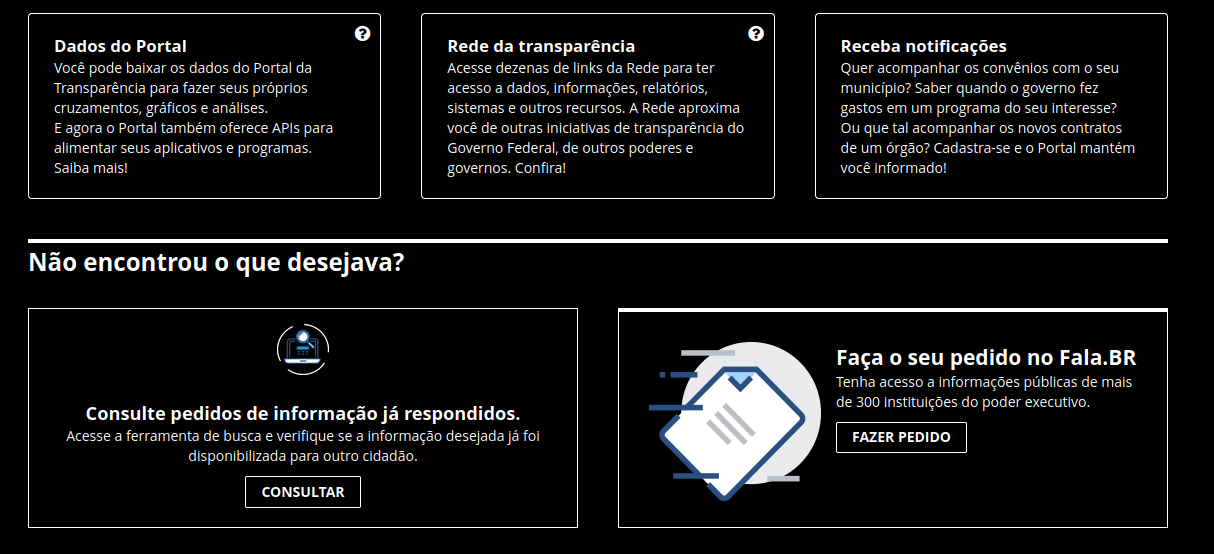 Dados do Portal
Você pode baixar os dados do Portal da
Transparência para fazer seus próprios
cruzamentos, gráficos e análises.
E agora o Portal também oferece APIs para
alimentar seus aplicativos e programas.
Saiba mais!
Rede da transparência
Acesse dezenas de links da Rede para ter
acesso a dados, informações, relatórios,
sistemas e outros recursos. A Rede aproxima
você de outras iniciativas de transparência do
Governo Federal, de outros poderes e
governos. Confira!
Receba notificações
Quer acompanhar os convênios com o seu
município? Saber quando o governo fez
gastos em um programa do seu interesse?
Ou que tal acompanhar os novos contratos
de um órgão? Cadastra-se e o Portal mantém
você informado!
Não encontrou o que desejava?
Consulte pedidos de informação já respondidos.
Acesse a ferramenta de busca e verifique se a informação desejada já foi
disponibilizada para outro cidadão.
CONSULTAR
Faça o seu pedido no Fala.BR
Tenha acesso a informações públicas de mais
de 300 instituições do poder executivo.
FAZER PEDIDO